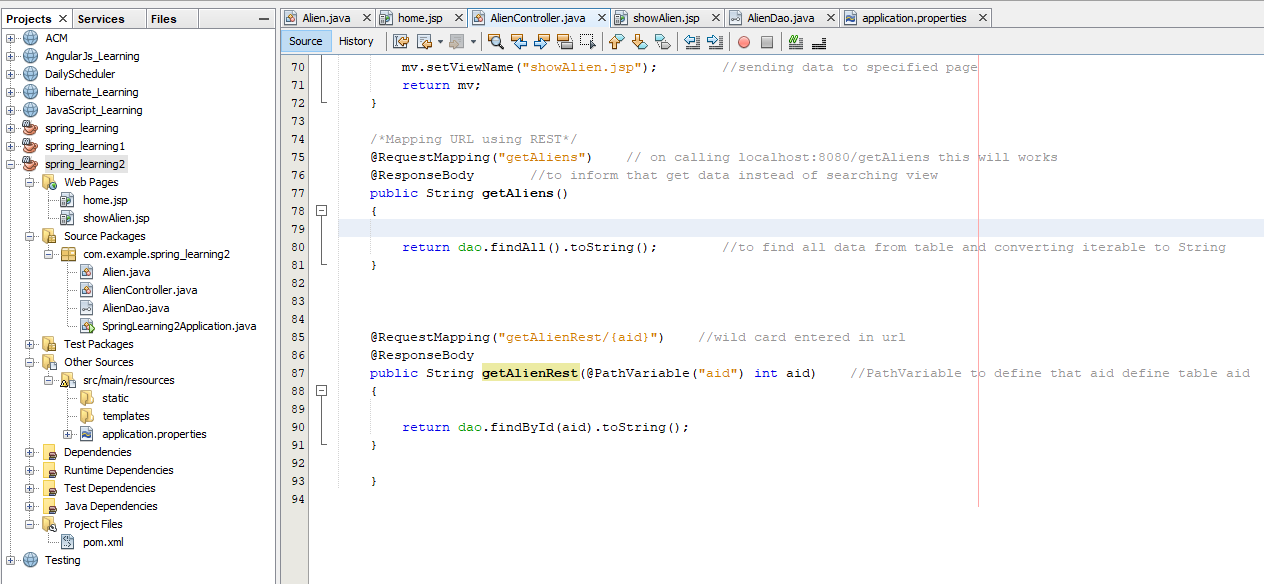 Projects
Services
Files
ACM
AngularJs_Learning
DailyScheduler
hibernate_Learning
JavaScript_Learning
spring_learning
spring_learning1
spring_learning2
Web Pages
home.jsp
showAlien.jsp
Source Packages
com.example.spring_learning2
Alien.java
AlienController.java
AlienDao.java
SpringLearning2Application.java
Test Packages
Other Sources
src/main/resources
static
templates
application.properties
Dependencies
Runtime Dependencies
Test Dependencies
Java Dependencies
Project Files
pom.xml
Testing
Alien.java home.jsp AlienController.java showAlien.jsp AlienDao.java application.properties
Source History
70 mv.setViewName("showAlien.jsp"); //sending data to specified page
71 return mv;
72 }
73
74 /*Mapping URL using REST*/
75 @RequestMapping("getAliens") // on calling localhost:8080/getAliens this will works
76 @ResponseBody //to inform that get data instead of searching view
77 public String getAliens()
78 {
79
80 return dao.findAll().toString(); //to find all data from table and converting iterable to String
81 }
82
83
84
85 @RequestMapping("getAlienRest/{aid}") //wild card entered in url
86 @ResponseBody
87 public String getAlienRest(@PathVariable("aid") int aid) //PathVariable to define that aid define table aid
88 {
89
90 return dao.findById(aid).toString();
91 }
92
93 }
94